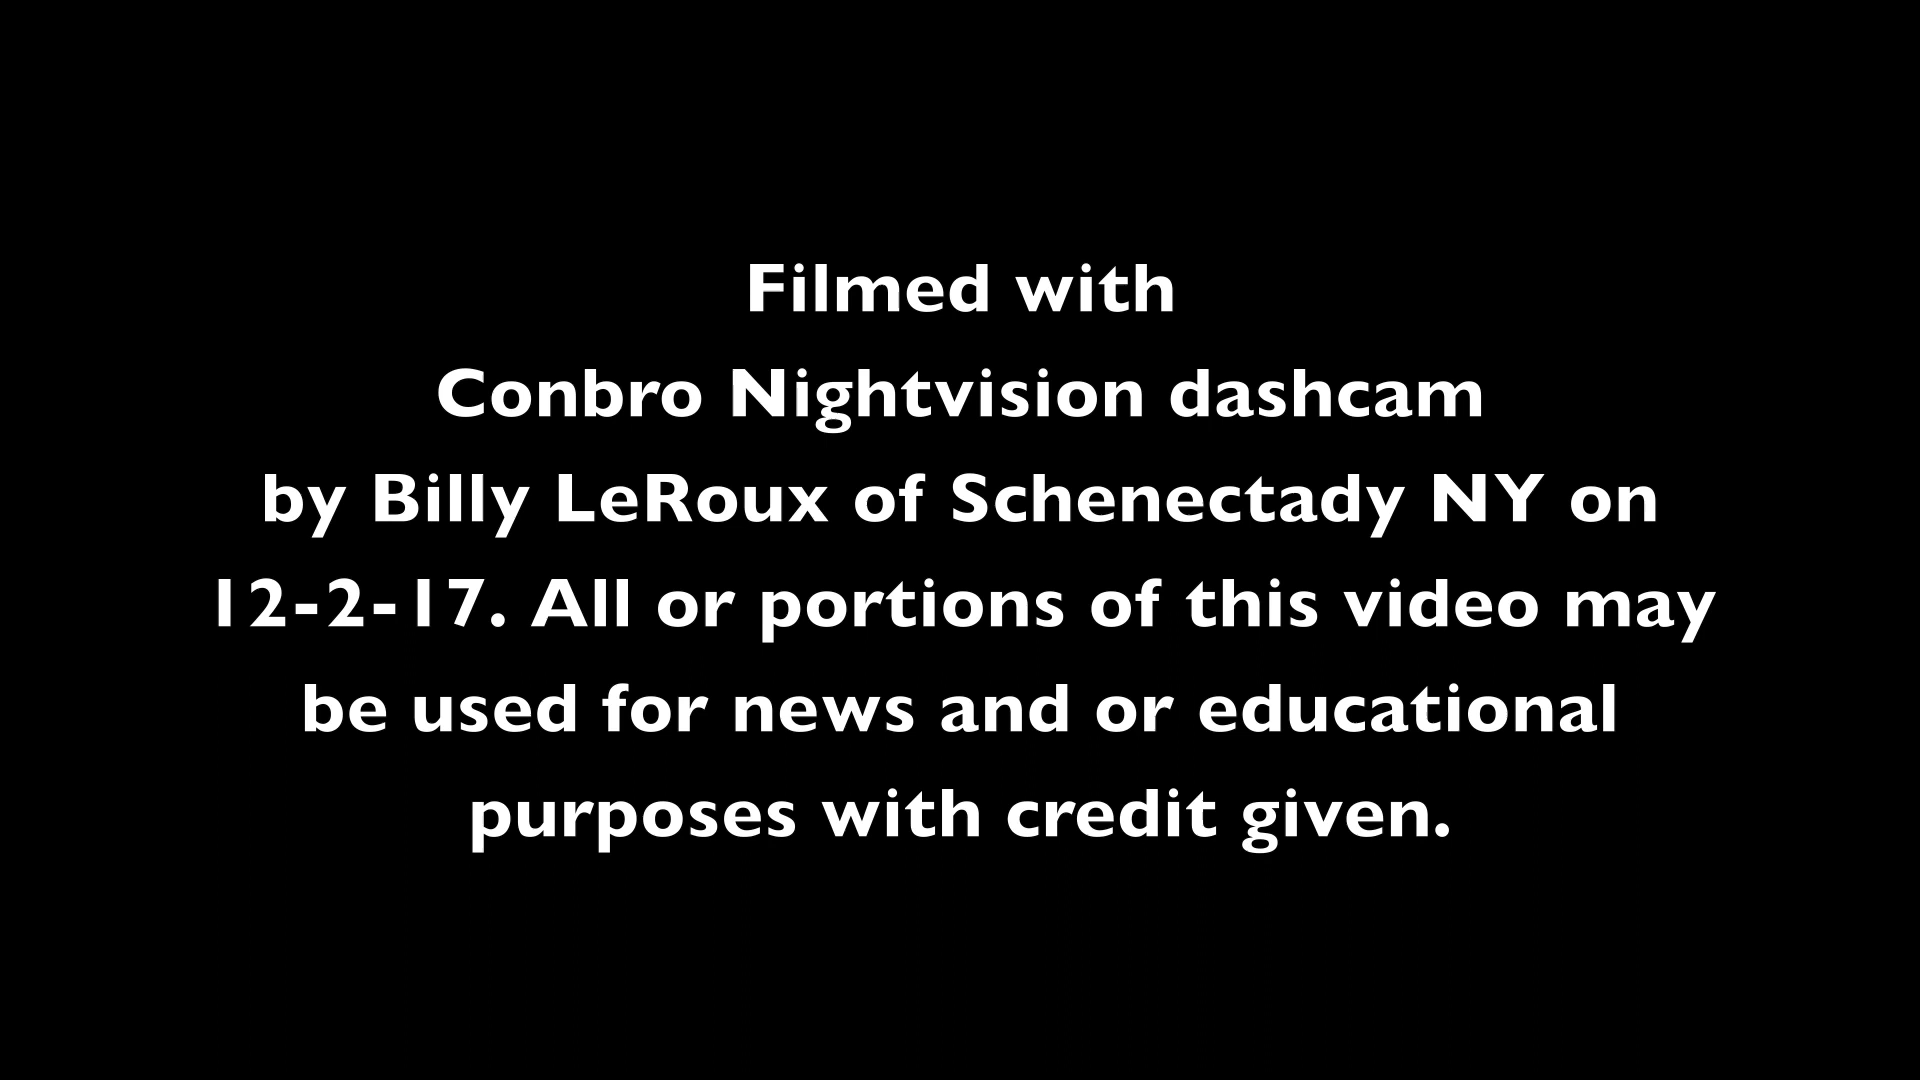 Filmed with
Conbro Nightvision dashcam
by Billy LeRoux of Schenectady NY on
12-2-17. All or portions of this video may
be used for news and or educational
purposes with credit given.